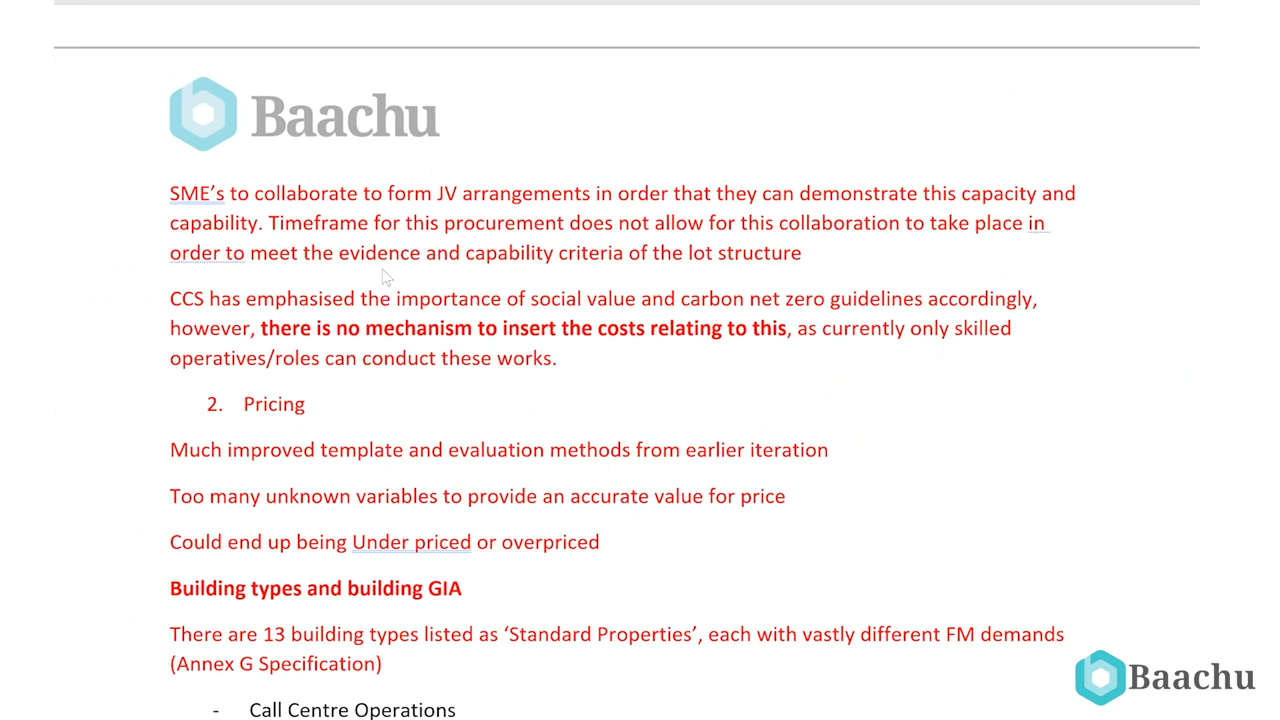 Baachu
SME's to collaborate to form JV arrangements in order that they can demonstrate this capacity and
capability. Timeframe for this procurement does not allow for this collaboration to take place in
order to meet the evidence and capability criteria of the lot structure
CCS has emphasised the importance of social value and carbon net zero guidelines accordingly,
however, there is no mechanism to insert the costs relating to this, as currently only skilled
operatives/roles can conduct these works.
2. Pricing
Much improved template and evaluation methods from earlier iteration
Too many unknown variables to provide an accurate value for price
Could end up being Under priced or overpriced
Building types and building GIA
There are 13 building types listed as ‘Standard Properties’, each with vastly different FM demands
(Annex G Specification)
- Call Centre Operations
Baachu